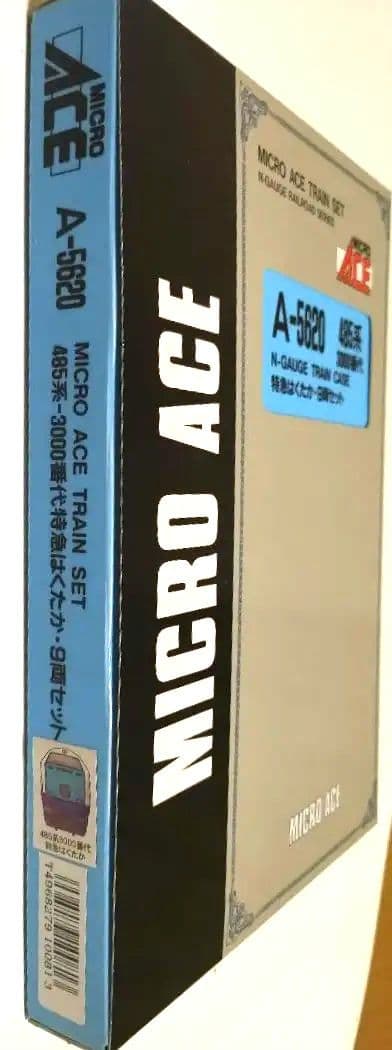 MICRO
ACE
A-5620
MICRO ACE TRAIN SET
485系-3000番代特急はくたか・9両セット
485系3000番代
特急はくたか
4968279100813
MICRO ACE
MICRO ACE TRAIN SET
N-GAUGE RAILROAD SERIES
MICRO
ACE
A-5620 485系
3000番代
N-GAUGE TRAIN CASE
特急はくたか・9両セット
MICRO ACE